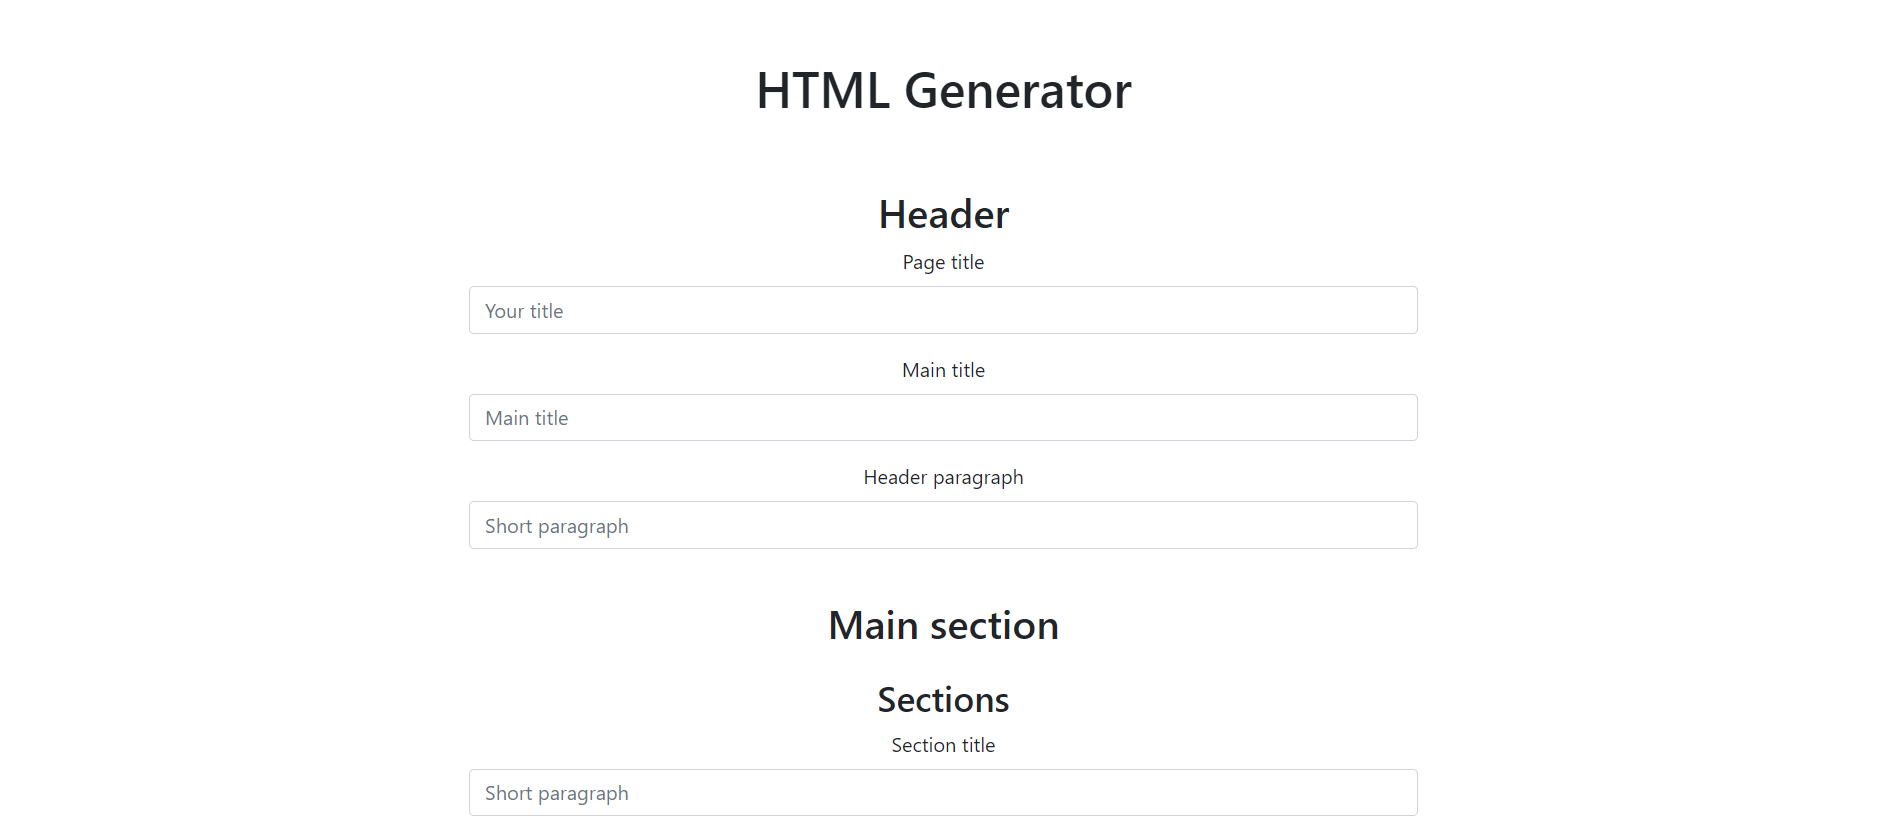 HTML Generator
Header
Page title
Your title
Main title
Main title
Header paragraph
Short paragraph
Main section
Sections
Section title
Short paragraph